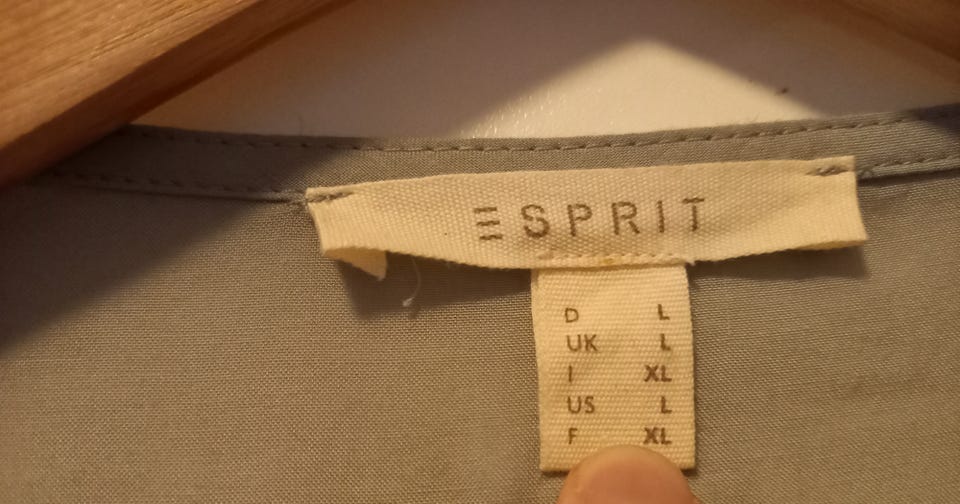 ESPRIT
D L
UK L
I XL
US L
F XL